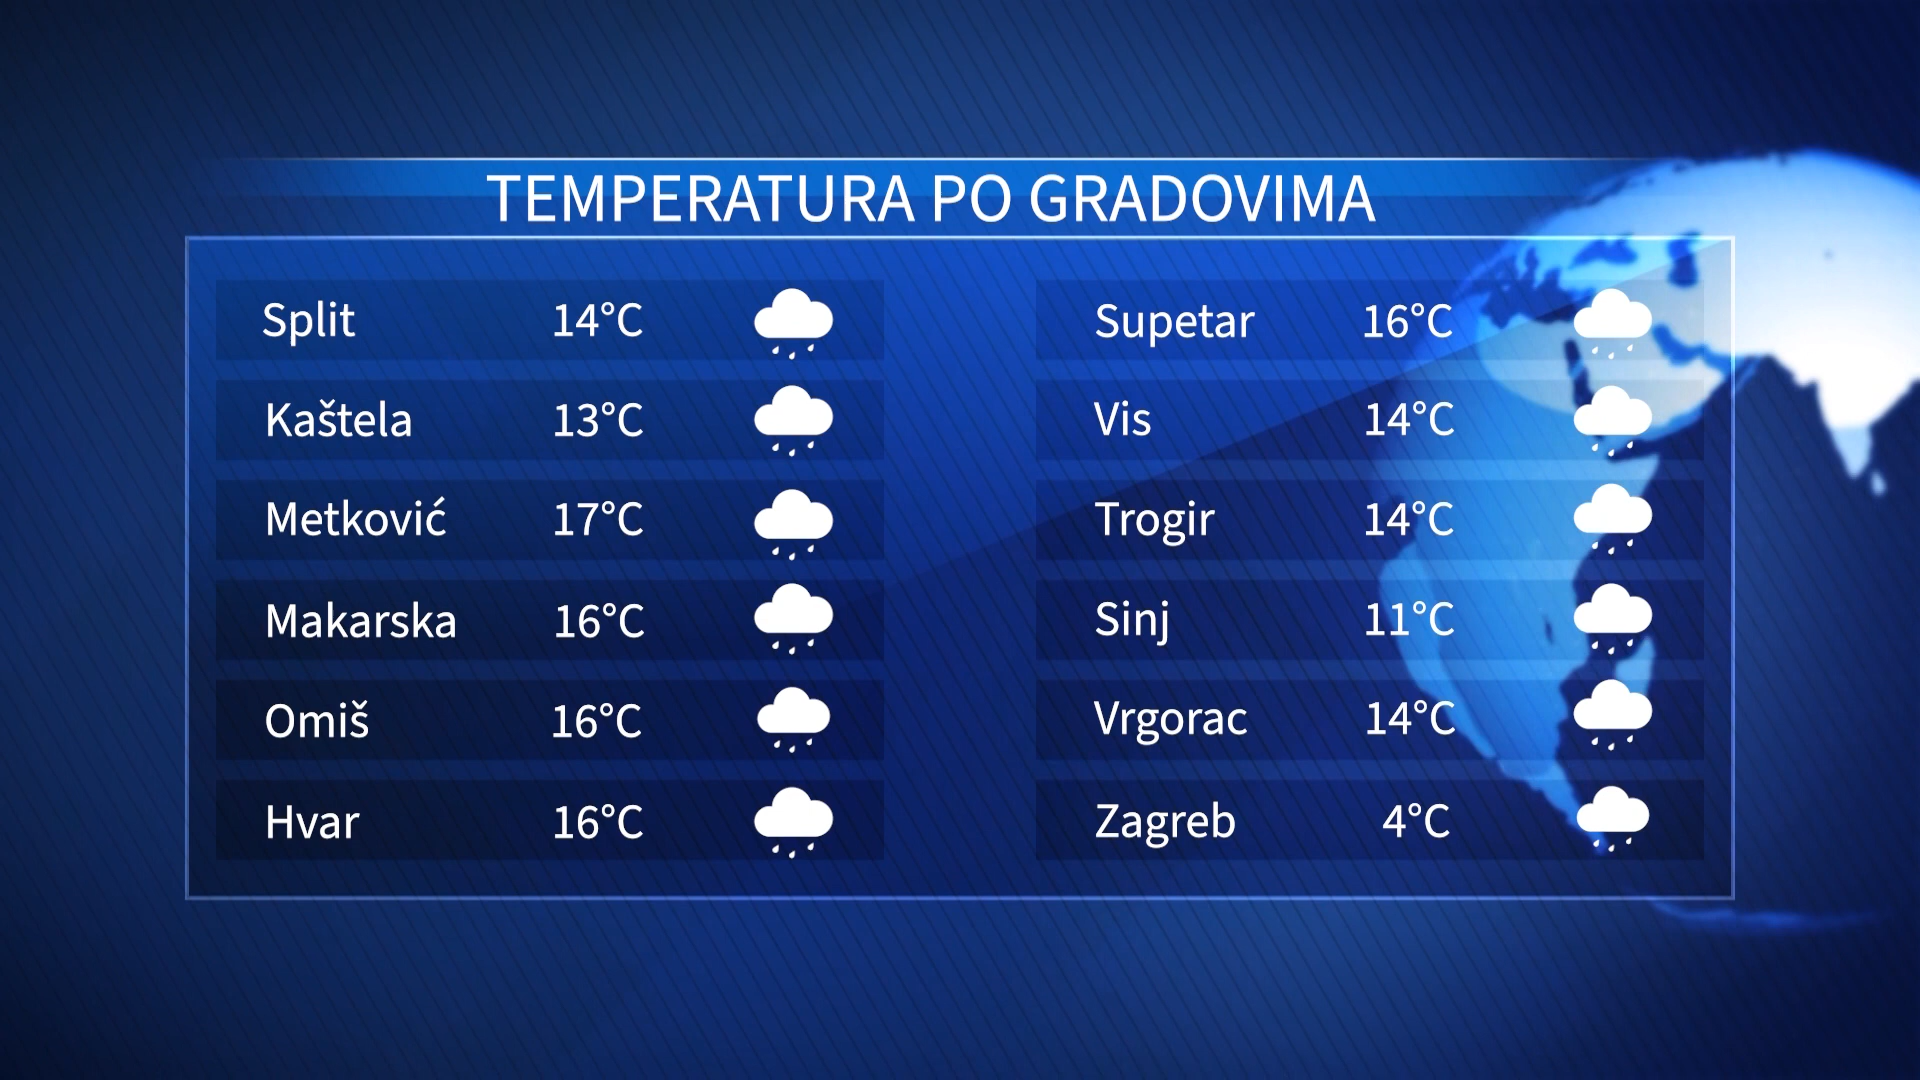 TEMPERATURA PO GRADOVIMA
Split 14°C
Kaštela 13°C
Metković 17°C
Makarska 16°C
Omiš 16°C
Hvar 16°C
Supetar 16°C
Vis 14°C
Trogir 14°C
Sinj 11°C
Vrgorac 14°C
Zagreb 4°C